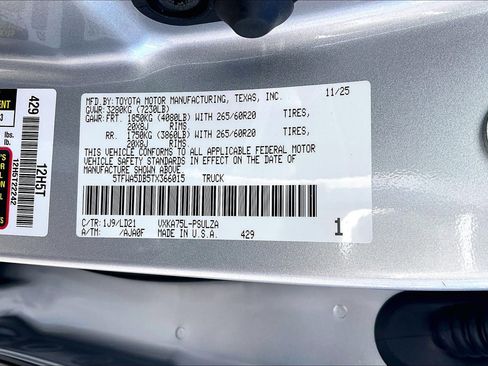 MFD. BY: TOYOTA MOTOR MANUFACTURING, TEXAS, INC. 11/25
GVWR: 3280KG (7230LB)
GAWR: FRT. 1850KG (4080LB) WITH 265/60R20 TIRES,
20X8J RIMS.
RR. 1750KG (3860LB) WITH 265/60R20 TIRES,
20X8J RIMS.
THIS VEHICLE CONFORMS TO ALL APPLICABLE FEDERAL MOTOR
VEHICLE SAFETY STANDARDS IN EFFECT ON THE DATE OF
MANUFACTURE SHOWN ABOVE.
5TFWA5DB5TX366015 TRUCK
C/TR: 1J9/LD21 VXKA75L-PSULZA
A/TM: /AJA0F MADE IN U.S.A. 429 1
429 12H5T
12H5T22242
lbs.
lb.